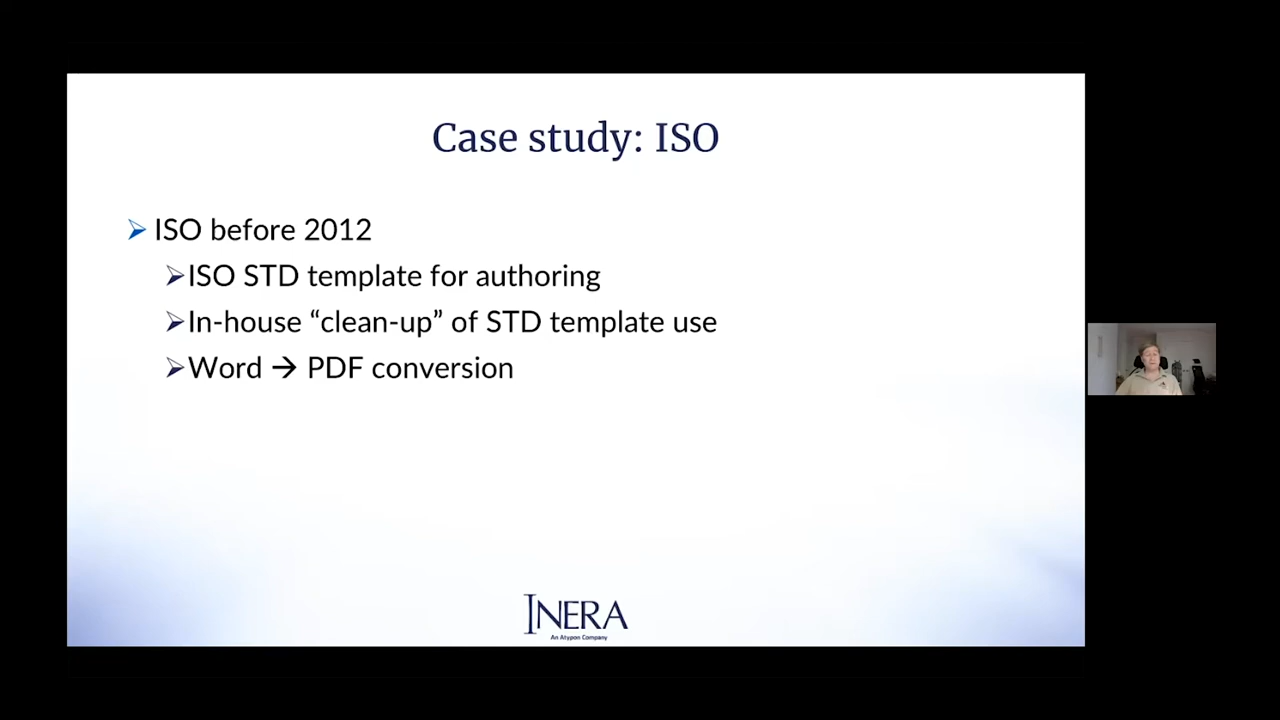 Case study: ISO
ISO before 2012
ISO STD template for authoring
In-house “clean-up” of STD template use
Word → PDF conversion
INERA
An Atypon Company